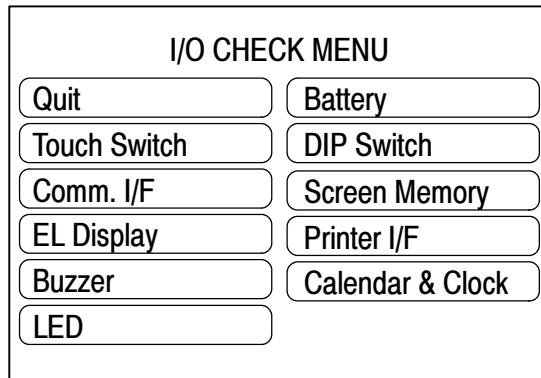 I/O CHECK MENU
Quit
Battery
Touch Switch
DIP Switch
Comm. I/F
Screen Memory
EL Display
Printer I/F
Buzzer
Calendar & Clock
LED